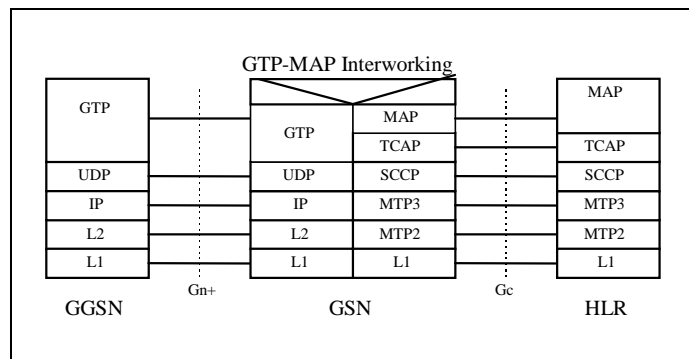 GTP-MAP Interworking
GTP
GTP
MAP
MAP
TCAP
TCAP
UDP
UDP
SCCP
SCCP
IP
IP
MTP3
MTP3
L2
L2
MTP2
MTP2
L1
L1
L1
L1
Gn+
Gc
GGSN
GSN
HLR